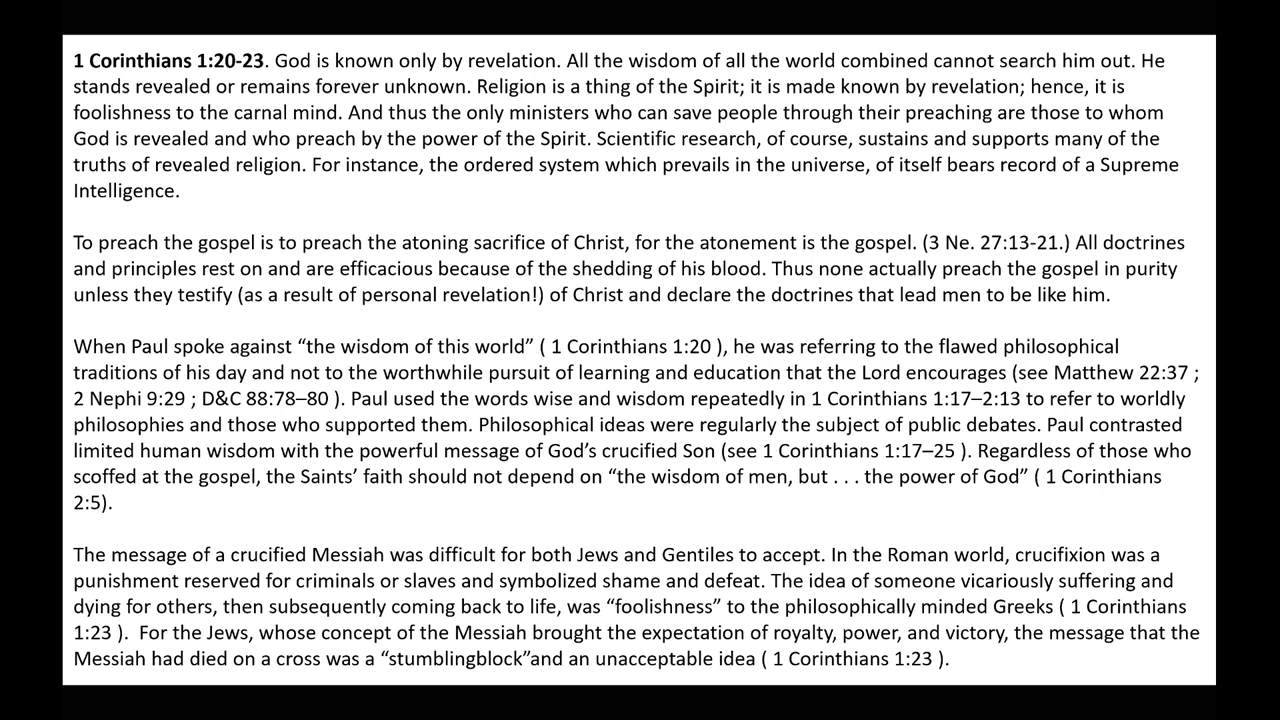 1 Corinthians 1:20-23. God is known only by revelation. All the wisdom of all the world combined cannot search him out. He
stands revealed or remains forever unknown. Religion is a thing of the Spirit; it is made known by revelation; hence, it is
foolishness to the carnal mind. And thus the only ministers who can save people through their preaching are those to whom
God is revealed and who preach by the power of the Spirit. Scientific research, of course, sustains and supports many of the
truths of revealed religion. For instance, the ordered system which prevails in the universe, of itself bears record of a Supreme
Intelligence.
To preach the gospel is to preach the atoning sacrifice of Christ, for the atonement is the gospel. (3 Ne. 27:13-21.) All doctrines
and principles rest on and are efficacious because of the shedding of his blood. Thus none actually preach the gospel in purity
unless they testify (as a result of personal revelation!) of Christ and declare the doctrines that lead men to be like him.
When Paul spoke against “the wisdom of this world” ( 1 Corinthians 1:20 ), he was referring to the flawed philosophical
traditions of his day and not to the worthwhile pursuit of learning and education that the Lord encourages (see Matthew 22:37 ;
2 Nephi 9:29 ; D&C 88:78–80 ). Paul used the words wise and wisdom repeatedly in 1 Corinthians 1:17–2:13 to refer to worldly
philosophies and those who supported them. Philosophical ideas were regularly the subject of public debates. Paul contrasted
limited human wisdom with the powerful message of God’s crucified Son (see 1 Corinthians 1:17–25 ). Regardless of those who
scoffed at the gospel, the Saints’ faith should not depend on “the wisdom of men, but . . . the power of God” ( 1 Corinthians
2:5).
The message of a crucified Messiah was difficult for both Jews and Gentiles to accept. In the Roman world, crucifixion was a
punishment reserved for criminals or slaves and symbolized shame and defeat. The idea of someone vicariously suffering and
dying for others, then subsequently coming back to life, was “foolishness” to the philosophically minded Greeks ( 1 Corinthians
1:23 ).  For the Jews, whose concept of the Messiah brought the expectation of royalty, power, and victory, the message that the
Messiah had died on a cross was a “stumblingblock”and an unacceptable idea ( 1 Corinthians 1:23 ).